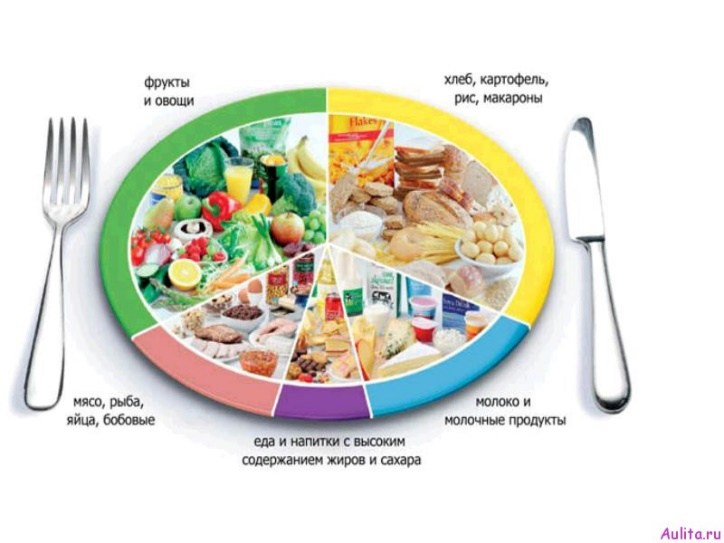 фрукты
и овощи
хлеб, картофель,
рис, макароны
Flakes
мясо, рыба,
яйца, бобовые
молоко и
молочные продукты
еда и напитки с высоким
содержанием жиров и сахара
Aulita.ru